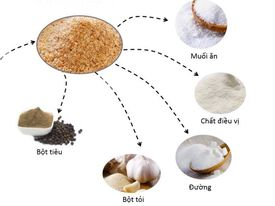 Muối ăn
Chất điều vị
Bột tiêu
Bột tỏi
Đường